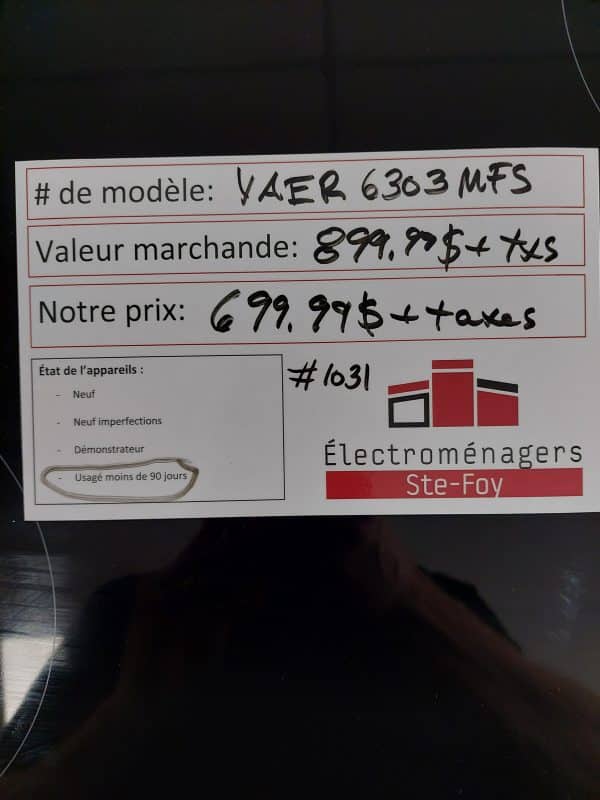 # de modèle: YAER 6303 MFS
Valeur marchande: 899.99$ + txs
Notre prix: 699.99$ + taxes
État de l'appareils :
- Neuf
- Neuf imperfections
- Démonstrateur
- Usagé moins de 90 jours
#1031
Électroménagers
Ste-Foy